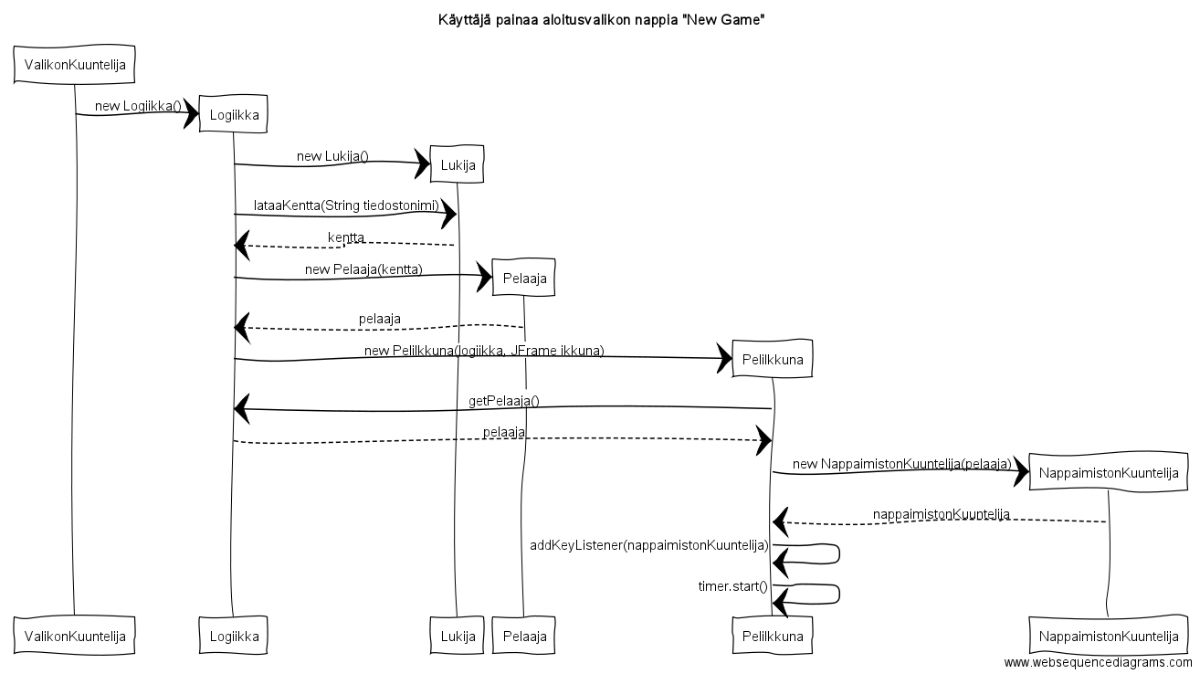 Käyttäjä painaa aloitusvalikon nappia "New Game"
ValikonKuuntelija
new Logiikka()
Logiikka
new Lukija()
Lukija
lataaKentta(String tiedostonimi)
kentta
new Pelaaja(kentta)
Pelaaja
pelaaja
new PeliIkkuna(logiikka, JFrame ikkuna)
PeliIkkuna
getPelaaja()
pelaaja
new NappaimistonKuuntelija(pelaaja)
NappaimistonKuuntelija
nappaimistonKuuntelija
addKeyListener(nappaimistonKuuntelija)
timer.start()
ValikonKuuntelija Logiikka Lukija Pelaaja PeliIkkuna NappaimistonKuuntelija
www.websequencediagrams.com